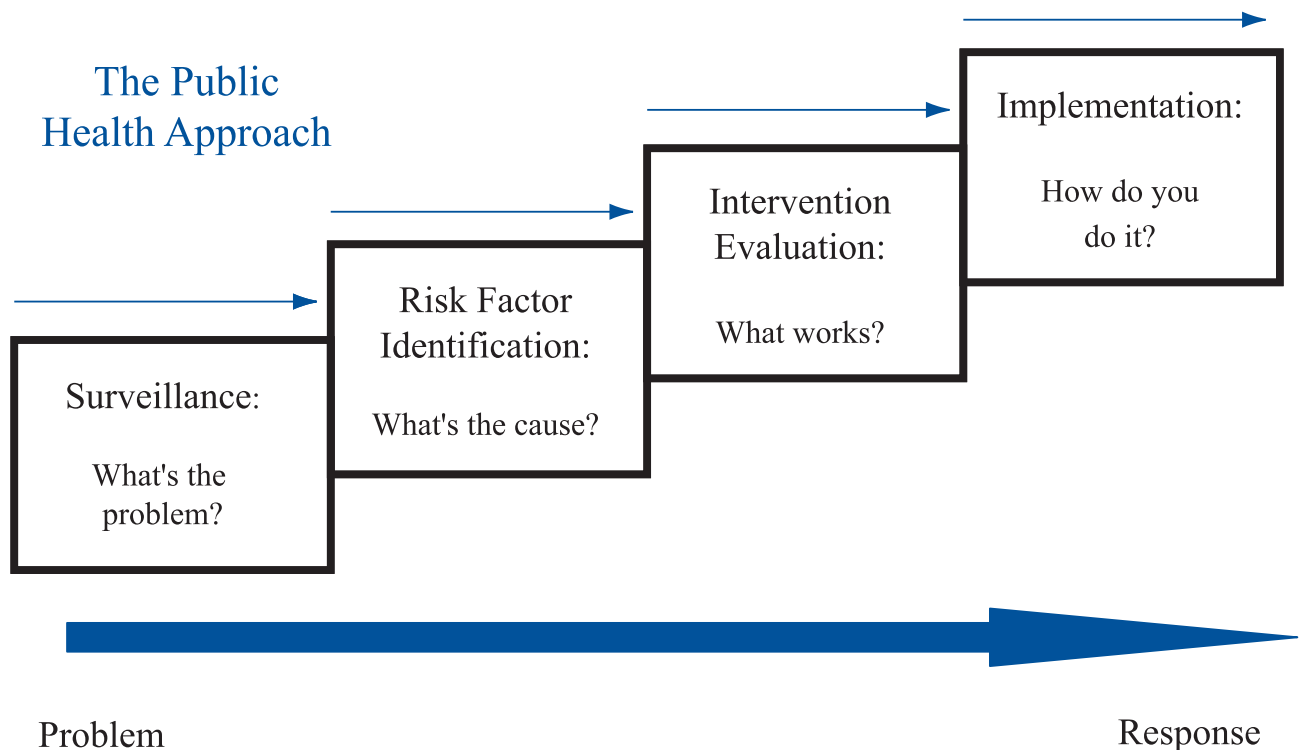 The Public
Health Approach
Surveillance:
What's the
problem?
Risk Factor
Identification:
What's the cause?
Intervention
Evaluation:
What works?
Implementation:
How do you
do it?
Problem
Response